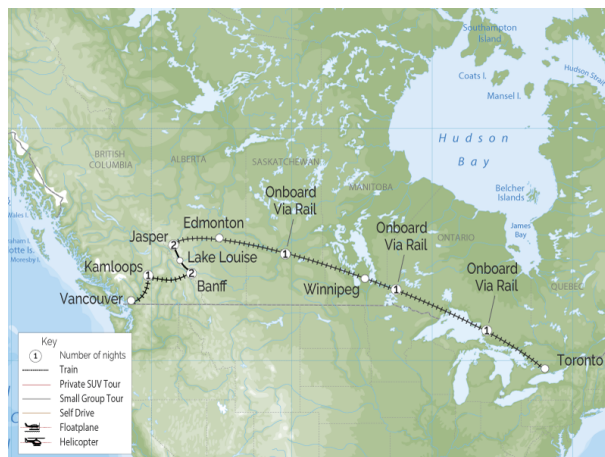 Southampton
Island
Hudson Strait
Coats I.
Mansel I.
Hudson
Bay
BRITISH
COLUMBIA
ALBERTA
SASKATCHEWAN
MANITOBA
Onboard
Via Rail
Belcher
Islands
James
Bay
ONTARIO
QUEBEC
Onboard
Via Rail
Onboard
Via Rail
Edmonton
Jasper
2
Lake Louise
1
Kamloops
1
2
Banff
Winnipeg
1
Vancouver
1
Toronto
Wales I.
Graham I.
Moresby I.
Key
1 Number of nights
Train
Private SUV Tour
Small Group Tour
Self Drive
Floatplane
Helicopter